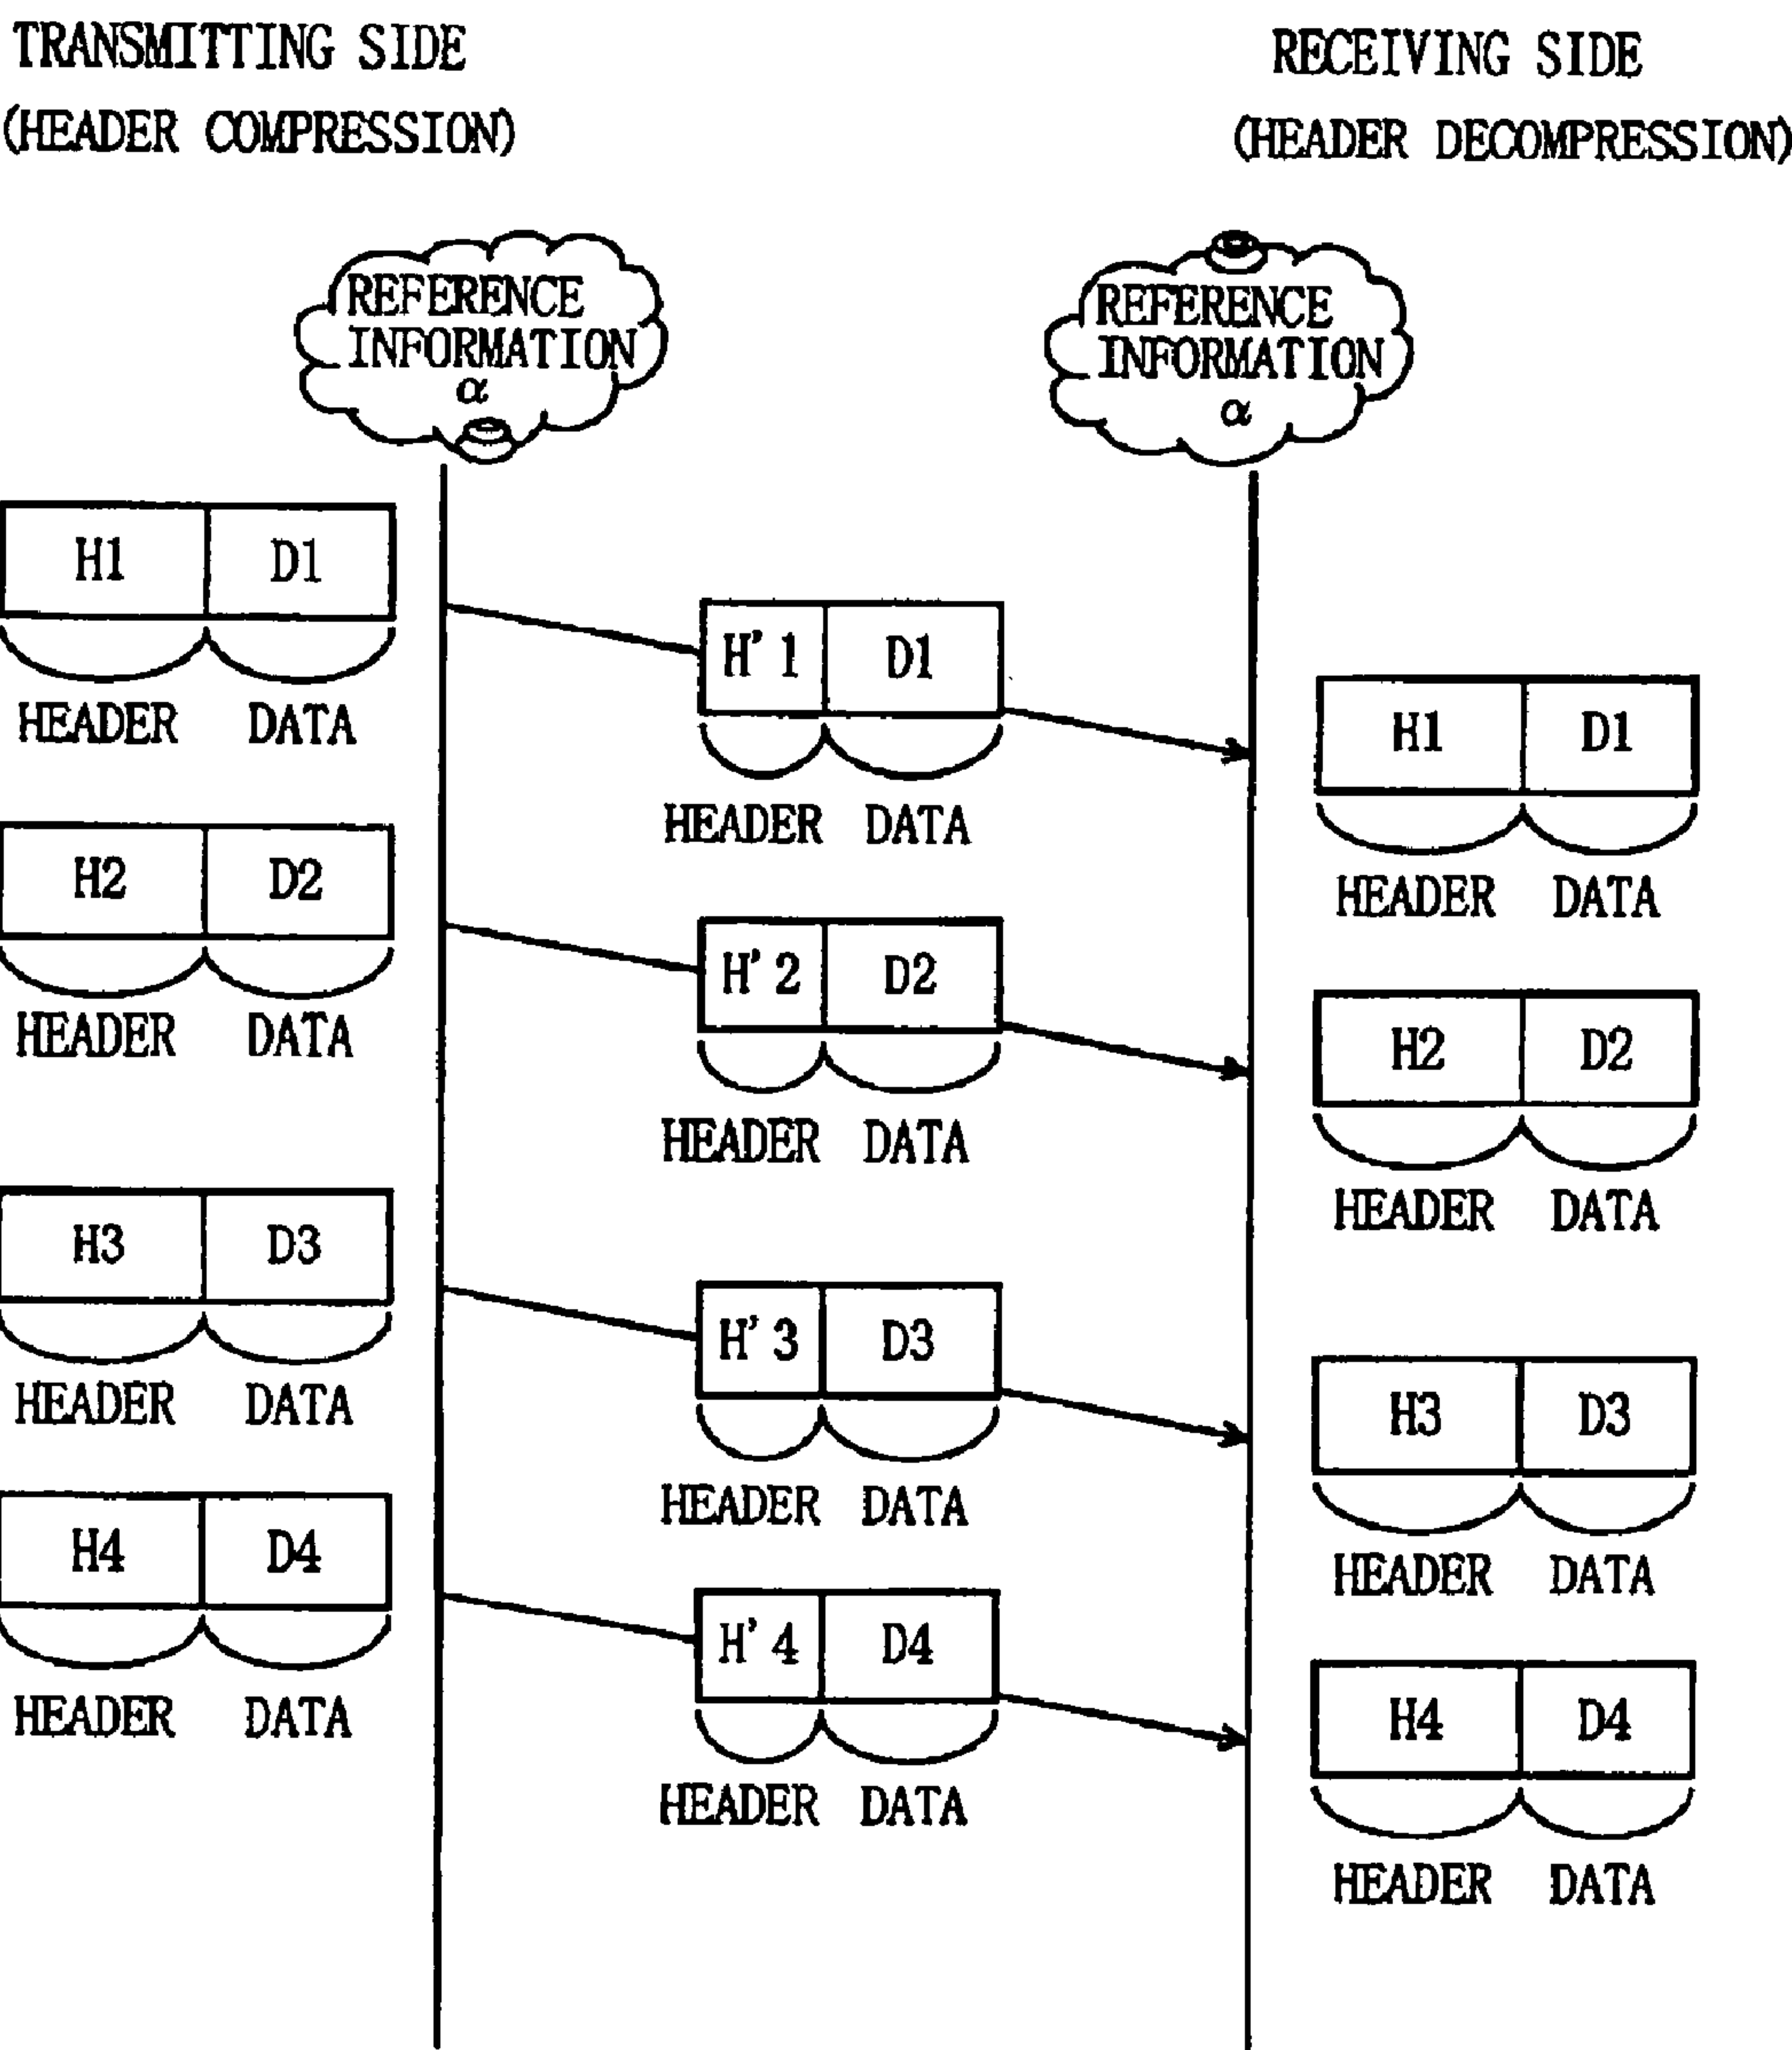 TRANSMITTING SIDE
(HEADER COMPRESSION)
RECEIVING SIDE
(HEADER DECOMPRESSION)
REFERENCE
INFORMATION
α
REFERENCE
INFORMATION
α
H1 D1
HEADER DATA
H'1 D1
HEADER DATA
H1 D1
HEADER DATA
H2 D2
HEADER DATA
H'2 D2
HEADER DATA
H2 D2
HEADER DATA
H3 D3
HEADER DATA
H'3 D3
HEADER DATA
H3 D3
HEADER DATA
H4 D4
HEADER DATA
H'4 D4
HEADER DATA
H4 D4
HEADER DATA